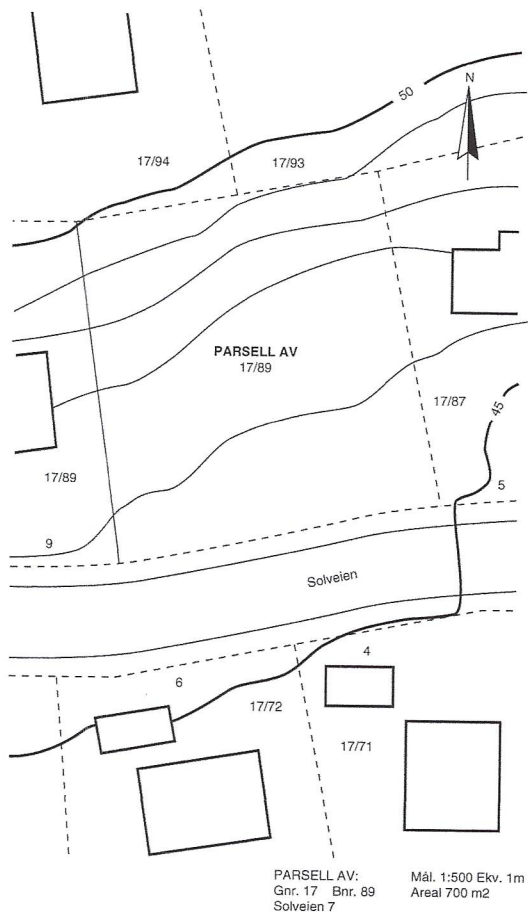 N
50
17/94
17/93
PARSELL AV
17/89
17/87
45
17/89
5
9
Solveien
4
6
17/72
17/71
PARSELL AV:
Gnr. 17 Bnr. 89
Solveien 7
Mål. 1:500 Ekv. 1m
Areal 700 m2